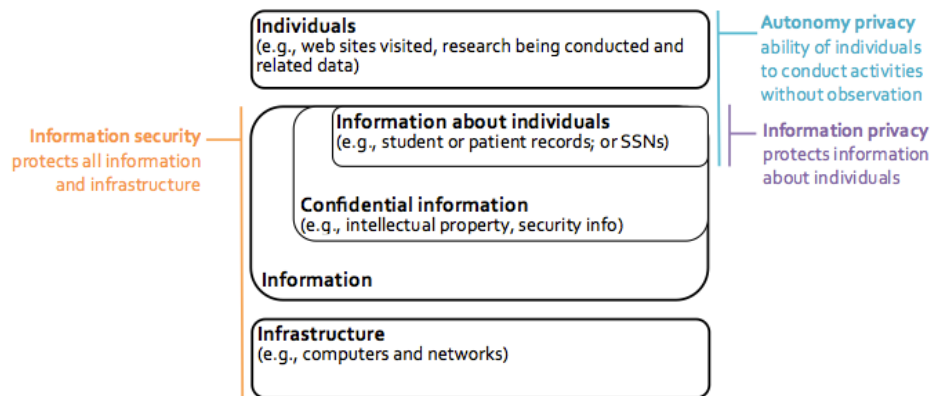 Individuals
(e.g., web sites visited, research being conducted and
related data)
Autonomy privacy
ability of individuals
to conduct activities
without observation
Information security
protects all information
and infrastructure
Information about individuals
(e.g., student or patient records; or SSNs)
Information privacy
protects information
about individuals
Confidential information
(e.g., intellectual property, security info)
Information
Infrastructure
(e.g., computers and networks)